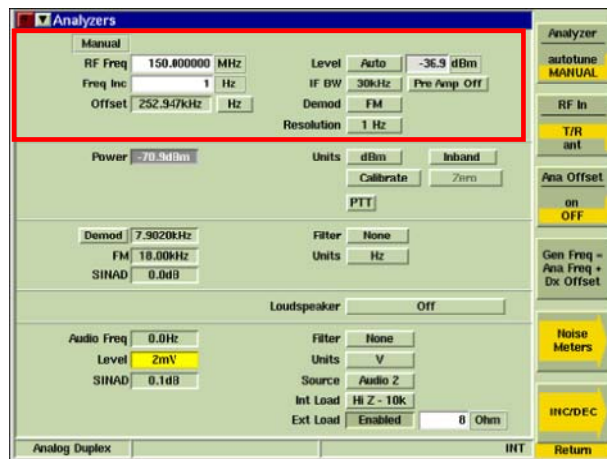 Analyzers
Manual
RF Freq 150.000000 MHz Level Auto -36.9 dBm
Freq Inc 1 Hz IF BW 30kHz Pre Amp Off
Offset 252.947kHz Hz Demod FM
Resolution 1 Hz
Power -70.9dBm Units dBm Inband
Calibrate Zero
PTT
Demod 7.9020kHz Filter None
FM 18.00kHz Units Hz
SINAD 0.0dB
Loudspeaker Off
Audio Freq 0.0Hz Filter None
Level 2mV Units V
SINAD 0.1dB Source Audio 2
Int Load Hi Z - 10k
Ext Load Enabled 8 Ohm
Analog Duplex INT
Analyzer
autotune
MANUAL
RF In
T/R
ant
Ana Offset
on
OFF
Gen Freq =
Ana Freq +
Dx Offset
Noise
Meters
INC/DEC
Return